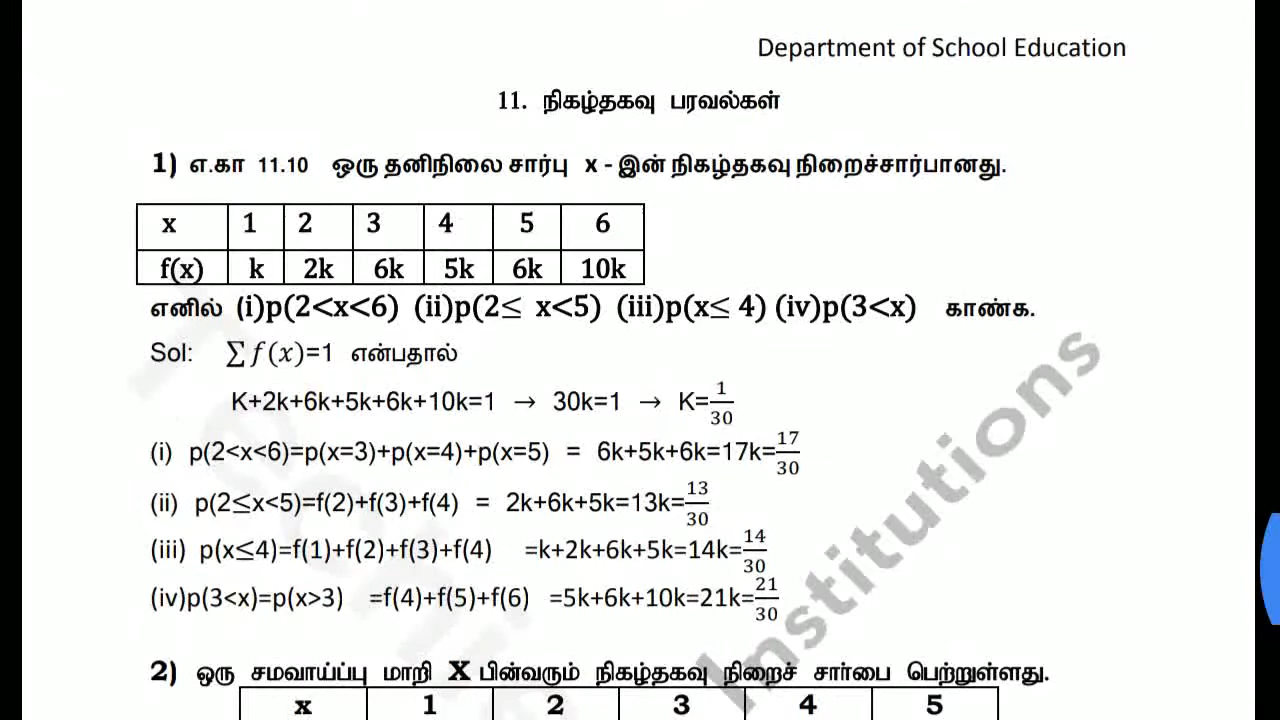 Department of School Education
11. நிகழ்தகவு பரவல்கள்
1) எ.கா 11.10 ஒரு தனிநிலை சார்பு x - இன் நிகழ்தகவு நிறைச்சார்பானது.
x 1 2 3 4 5 6
f(x) k 2k 6k 5k 6k 10k
எனில் (i)p(2<x<6) (ii)p(2≤ x<5) (iii)p(x≤ 4) (iv)p(3<x) காண்க.
Sol: ∑f(x)=1 என்பதால்
K+2k+6k+5k+6k+10k=1 → 30k=1 → K=1/30
(i) p(2<x<6)=p(x=3)+p(x=4)+p(x=5) = 6k+5k+6k=17k=17/30
(ii) p(2≤x<5)=f(2)+f(3)+f(4) = 2k+6k+5k=13k=13/30
(iii) p(x≤4)=f(1)+f(2)+f(3)+f(4) =k+2k+6k+5k=14k=14/30
(iv)p(3<x)=p(x>3) =f(4)+f(5)+f(6) =5k+6k+10k=21k=21/30
Institutions
2) ஒரு சமவாய்ப்பு மாறி X பின்வரும் நிகழ்தகவு நிறைச் சார்பை பெற்றுள்ளது.
x 1 2 3 4 5